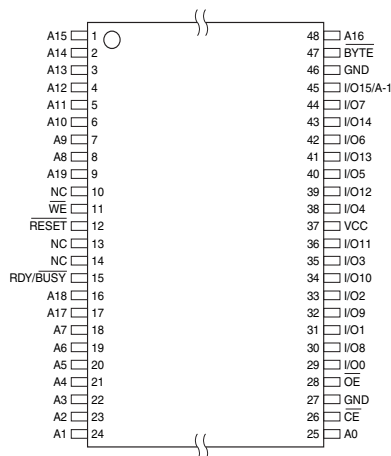 A15 1 48 A16
A14 2 47 BYTE
A13 3 46 GND
A12 4 45 I/O15/A-1
A11 5 44 I/O7
A10 6 43 I/O14
A9 7 42 I/O6
A8 8 41 I/O13
A19 9 40 I/O5
NC 10 39 I/O12
WE 11 38 I/O4
RESET 12 37 VCC
NC 13 36 I/O11
NC 14 35 I/O3
RDY/BUSY 15 34 I/O10
A18 16 33 I/O2
A17 17 32 I/O9
A7 18 31 I/O1
A6 19 30 I/O8
A5 20 29 I/O0
A4 21 28 OE
A3 22 27 GND
A2 23 26 CE
A1 24 25 A0